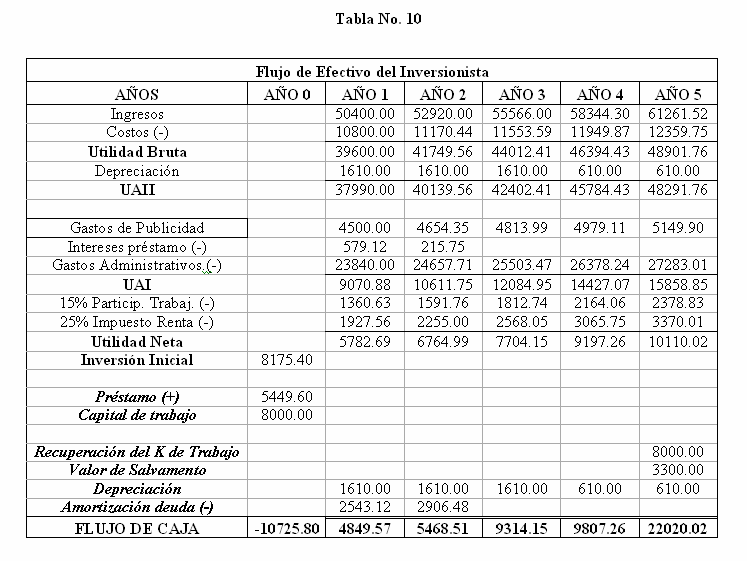 Tabla No. 10
Flujo de Efectivo del Inversionista
AÑOS AÑO 0 AÑO 1 AÑO 2 AÑO 3 AÑO 4 AÑO 5
Ingresos 50400.00 52920.00 55566.00 58344.30 61261.52
Costos (-) 10800.00 11170.44 11553.59 11949.87 12359.75
Utilidad Bruta 39600.00 41749.56 44012.41 46394.43 48901.76
Depreciación 1610.00 1610.00 1610.00 610.00 610.00
UAII 37990.00 40139.56 42402.41 45784.43 48291.76
Gastos de Publicidad 4500.00 4654.35 4813.99 4979.11 5149.90
Intereses préstamo (-) 579.12 215.75
Gastos Administrativos.(-) 23840.00 24657.71 25503.47 26378.24 27283.01
UAI 9070.88 10611.75 12084.95 14427.07 15858.85
15% Particip. Trabaj. (-) 1360.63 1591.76 1812.74 2164.06 2378.83
25% Impuesto Renta (-) 1927.56 2255.00 2568.05 3065.75 3370.01
Utilidad Neta 5782.69 6764.99 7704.15 9197.26 10110.02
Inversión Inicial 8175.40
Préstamo (+) 5449.60
Capital de trabajo 8000.00
Recuperación del K de Trabajo 8000.00
Valor de Salvamento 3300.00
Depreciación 1610.00 1610.00 1610.00 610.00 610.00
Amortización deuda (-) 2543.12 2906.48
FLUJO DE CAJA -10725.80 4849.57 5468.51 9314.15 9807.26 22020.02